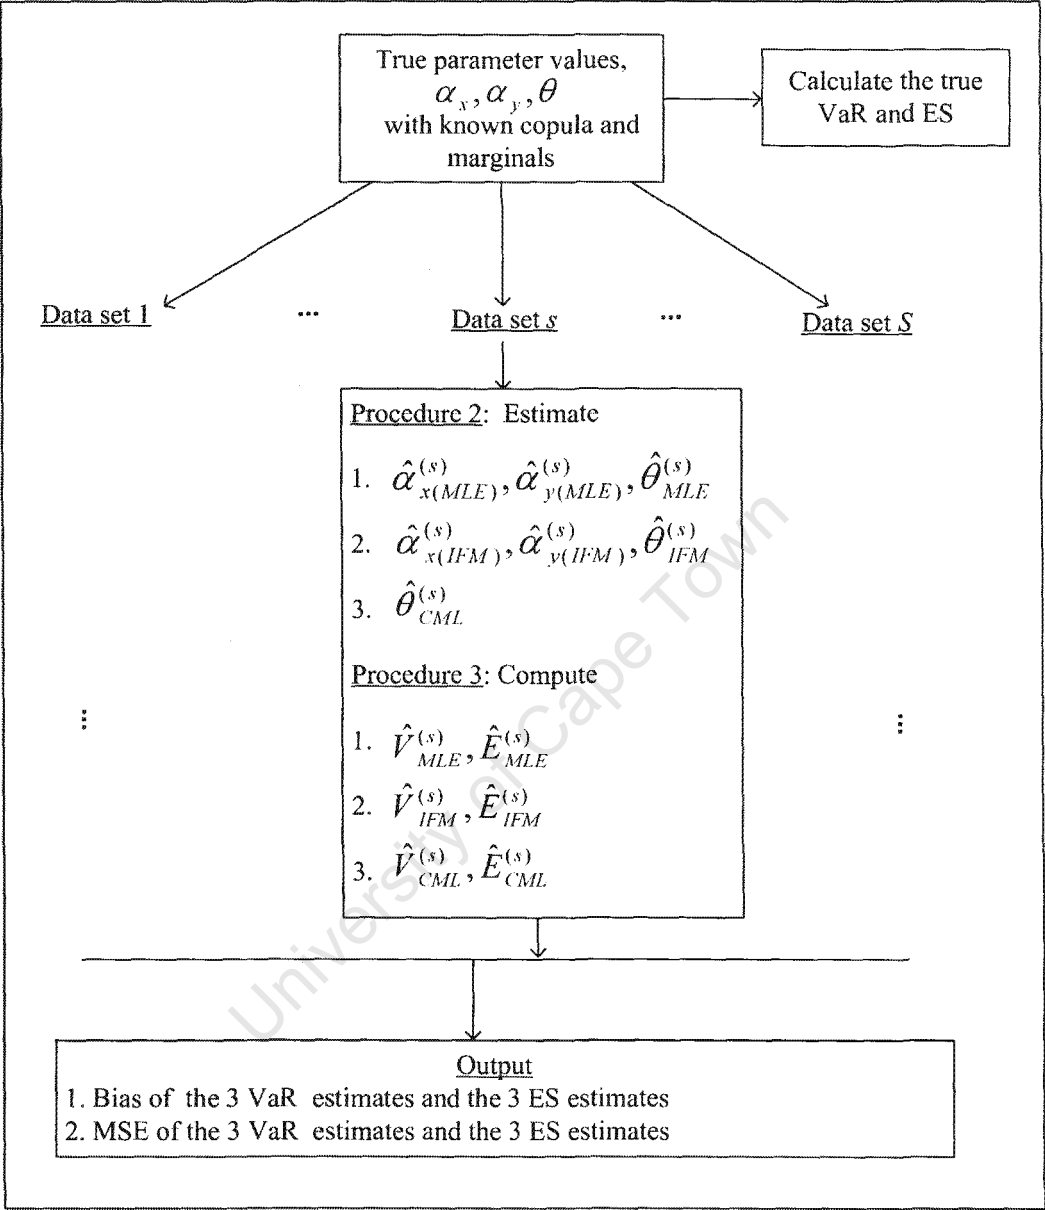 True parameter values,
α_x, α_y, θ
with known copula and
marginals
Calculate the true
VaR and ES
Data set 1
...
Data set s
...
Data set S
Procedure 2: Estimate
1. α̂^(s)_x(MLE), α̂^(s)_y(MLE), θ̂^(s)_MLE
2. α̂^(s)_x(IFM), α̂^(s)_y(IFM), θ̂^(s)_IFM
3. θ̂^(s)_CML
Procedure 3: Compute
1. V̂^(s)_MLE, Ê^(s)_MLE
2. V̂^(s)_IFM, Ê^(s)_IFM
3. V̂^(s)_CML, Ê^(s)_CML
University of Cape Town
Output
1. Bias of the 3 VaR estimates and the 3 ES estimates
2. MSE of the 3 VaR estimates and the 3 ES estimates